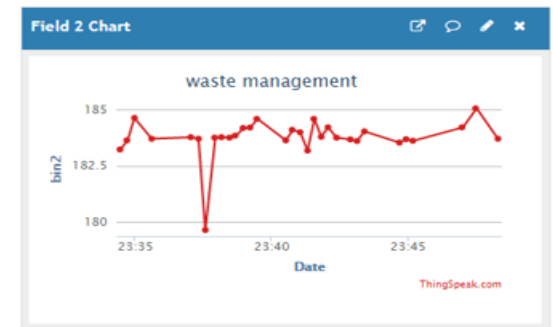 Field 2 Chart
waste management
185
182.5
180
bin2
23:35 23:40 23:45
Date
ThingSpeak.com